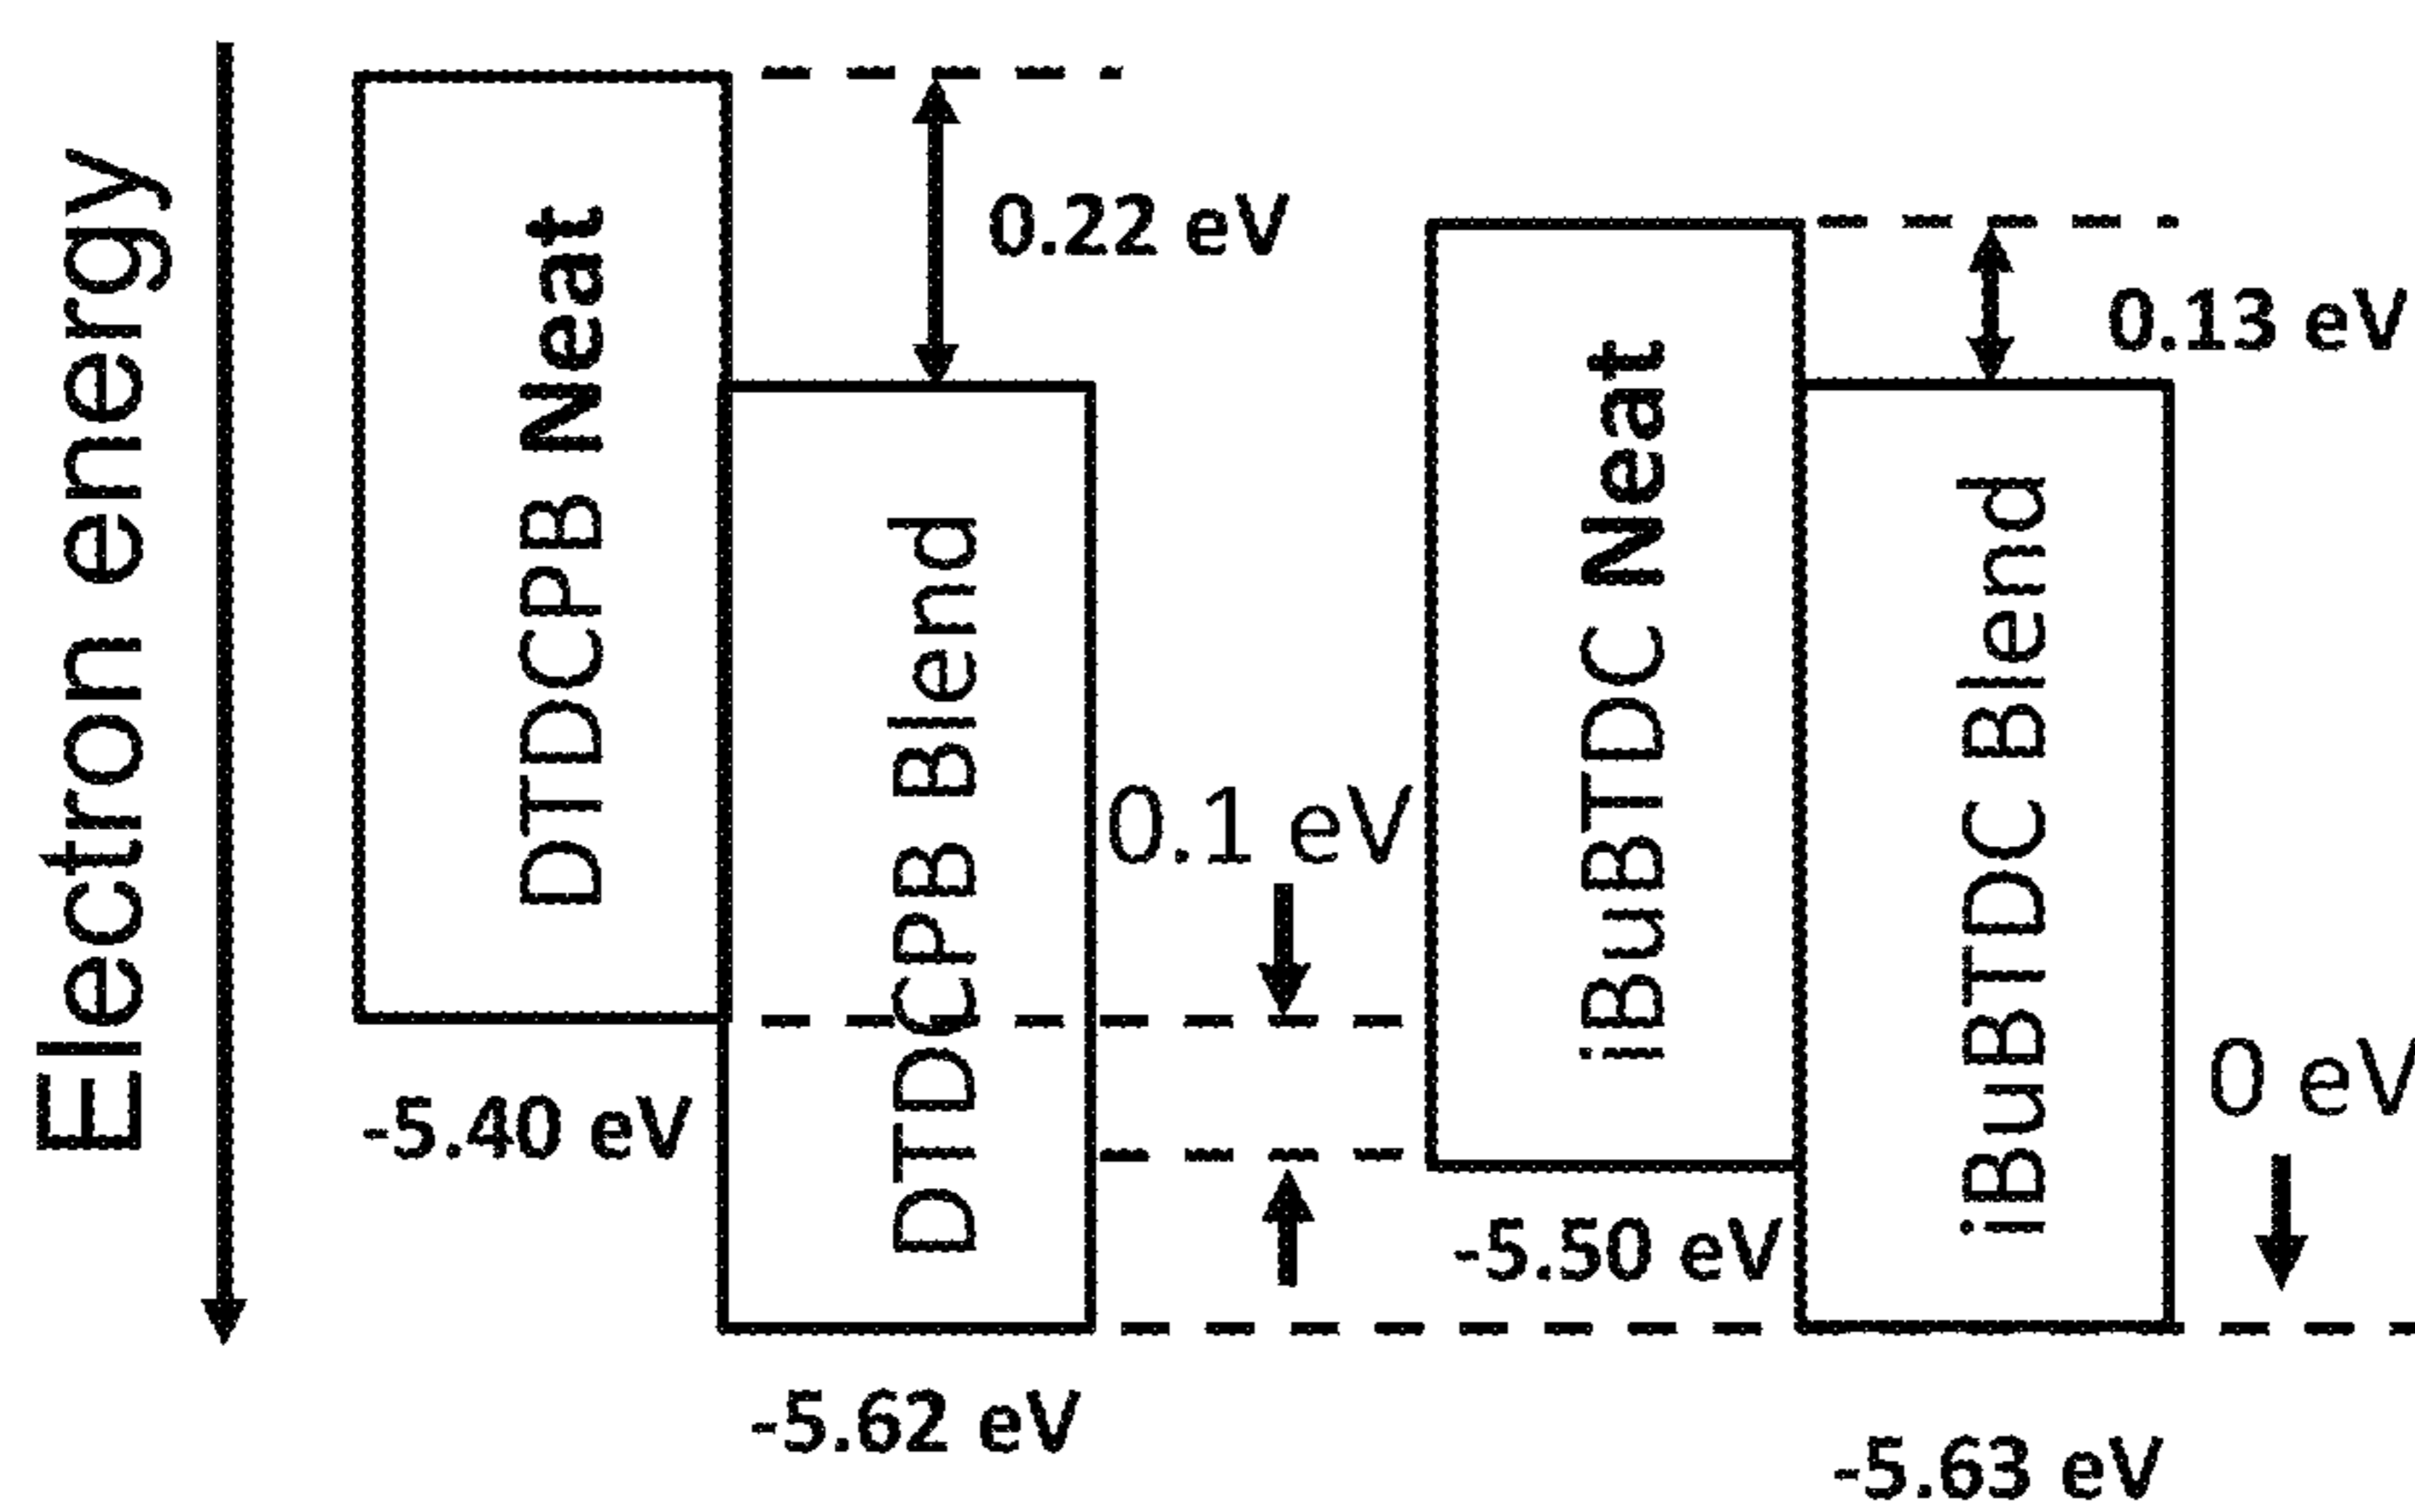 Electron energy
DTDCPB Neat
DTDCPB Blend
0.22 eV
-5.40 eV
-5.62 eV
0.1 eV
iBuBTDC Neat
iBuBTDC Blend
0.13 eV
-5.50 eV
-5.63 eV
0 eV